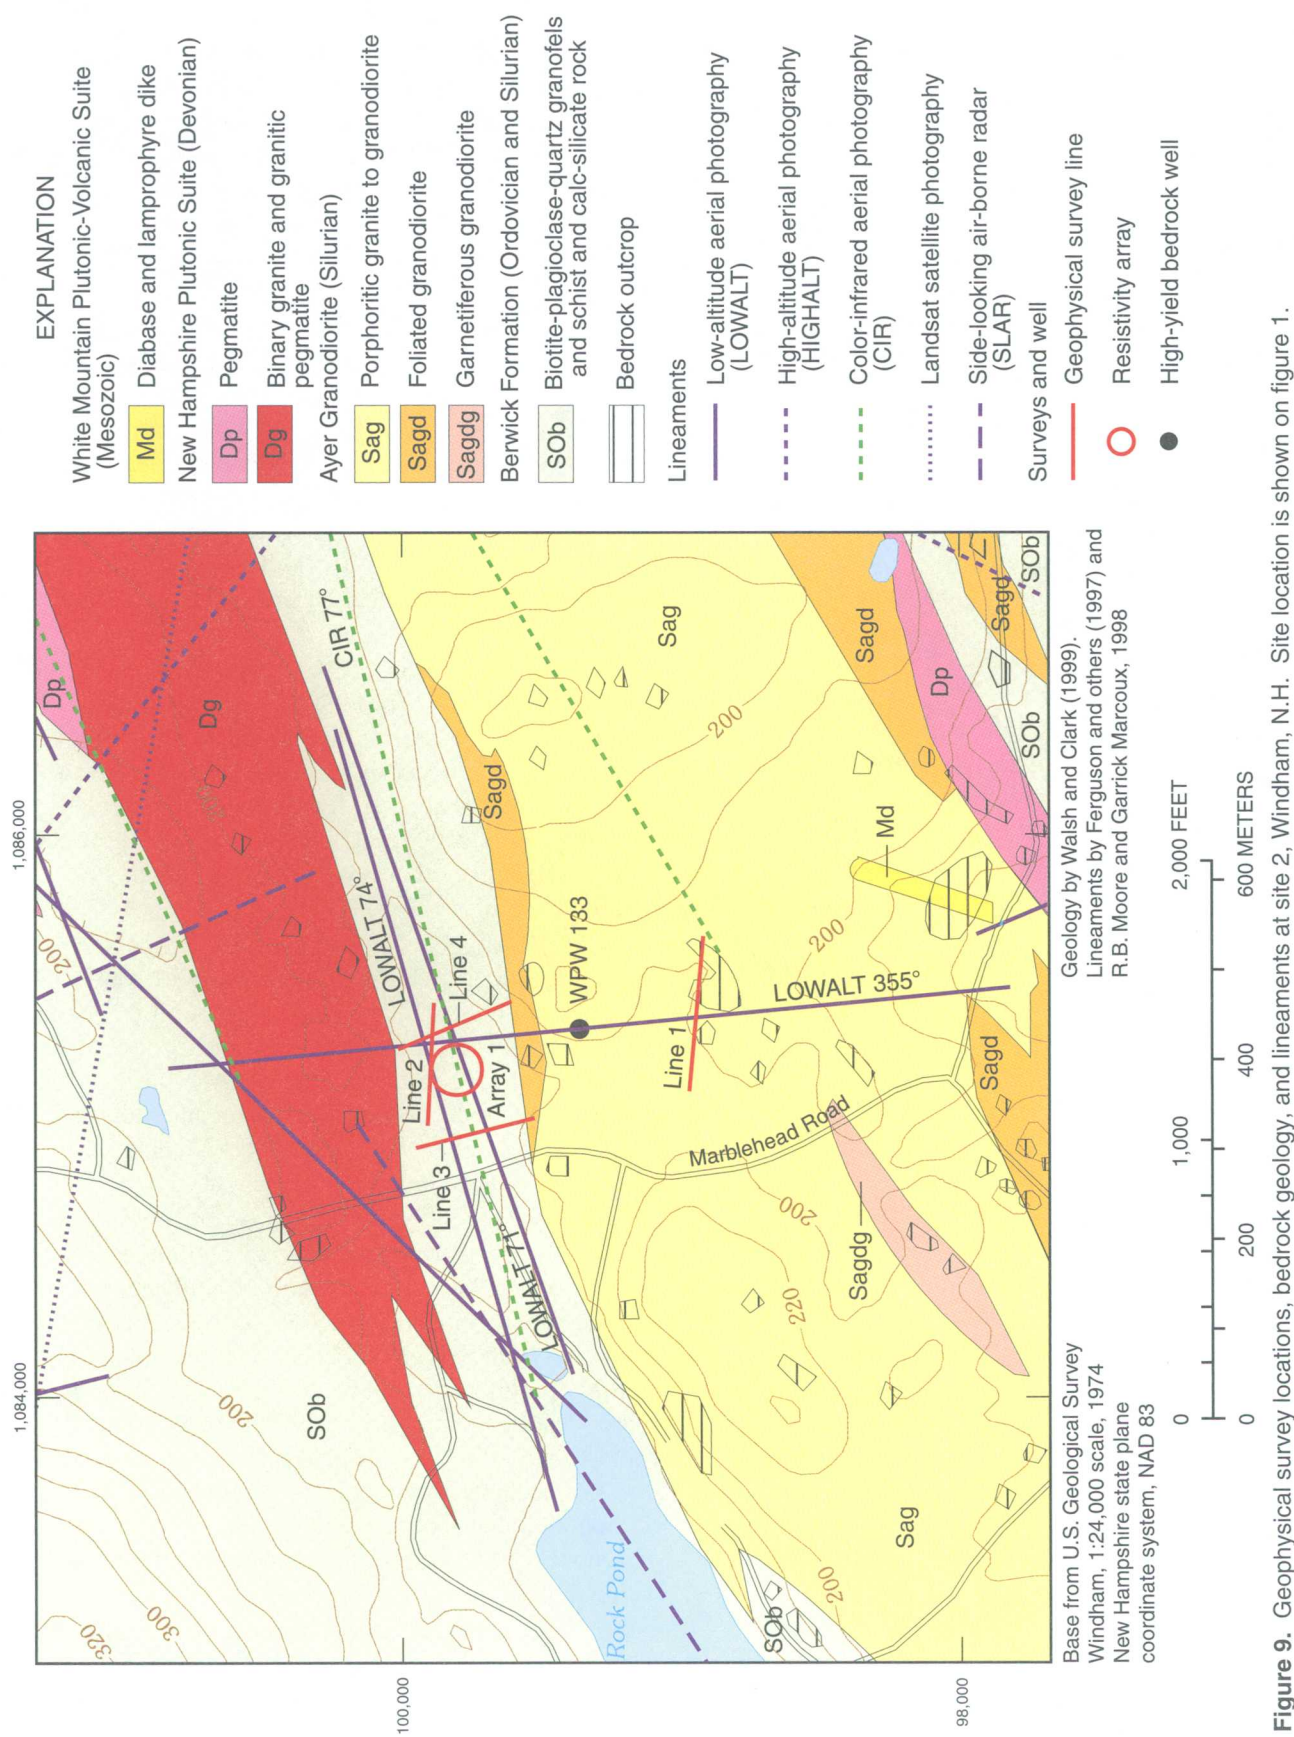 1,084,000
1,086,000
320
300
200
200
SOb
Dp
Dg
200
CIR 77°
LOWALT 74°
Line 4
Line 2
Line 3
Array 1
LOWALT 71°
Sagd
WPW 133
Sag
200
Line 1
LOWALT 355°
Marblehead Road
Rock Pond
200
220
Sagdg
200
Md
Sagd
Dp
Sagd
SOb
SOb
Sagd
Sag
200
SOb
100,000
98,000
Base from U.S. Geological Survey
Windham, 1:24,000 scale, 1974
New Hampshire state plane
coordinate system, NAD 83
Geology by Walsh and Clark (1999).
Lineaments by Ferguson and others (1997) and
R.B. Moore and Garrick Marcoux, 1998
0
1,000
2,000 FEET
0
200
400
600 METERS
EXPLANATION
White Mountain Plutonic-Volcanic Suite
(Mesozoic)
Md Diabase and lamprophyre dike
New Hampshire Plutonic Suite (Devonian)
Dp Pegmatite
Dg Binary granite and granitic
pegmatite
Ayer Granodiorite (Silurian)
Sag Porphoritic granite to granodiorite
Sagd Foliated granodiorite
Sagdg Garnetiferous granodiorite
Berwick Formation (Ordovician and Silurian)
SOb Biotite-plagioclase-quartz granofels
and schist and calc-silicate rock
Bedrock outcrop
Lineaments
Low-altitude aerial photography
(LOWALT)
High-altitude aerial photography
(HIGHALT)
Color-infrared aerial photography
(CIR)
Landsat satellite photography
Side-looking air-borne radar
(SLAR)
Surveys and well
Geophysical survey line
Resistivity array
High-yield bedrock well
Figure 9. Geophysical survey locations, bedrock geology, and lineaments at site 2, Windham, N.H. Site location is shown on figure 1.